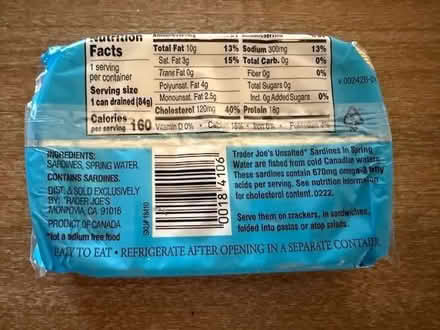 Nutrition
Facts
1 serving
per container
Serving size
1 can drained (84g)
Calories
per serving 160
Total Fat 10g 13% Sodium 300mg 13%
Sat. Fat 3g 15% Total Carb. 0g 0%
Trans Fat 0g Fiber 0g 0%
Polyunsat. Fat 4g Total Sugars 0g
Monounsat. Fat 2.5g Incl. 0g Added Sugars 0%
Cholesterol 120mg 40% Protein 18g
Vitamin D 0% •
INGREDIENTS:
SARDINES, SPRING WATER.
CONTAINS SARDINES.
DIST. & SOLD EXCLUSIVELY
BY: TRADER JOE'S
MONROVIA, CA 91016
PRODUCT OF CANADA
*Not a sodium free food
0018 4106
Trader Joe's Unsalted* Sardines in Spring
Water are fished from cold Canadian waters.
These sardines contain 670mg omega-3 fatty
acids per serving. See nutrition information
for cholesterol content. 0222.
Serve them on crackers, in sandwiches,
folded into pastas or atop salads.
EASY TO EAT • REFRIGERATE AFTER OPENING IN A SEPARATE CONTAINER